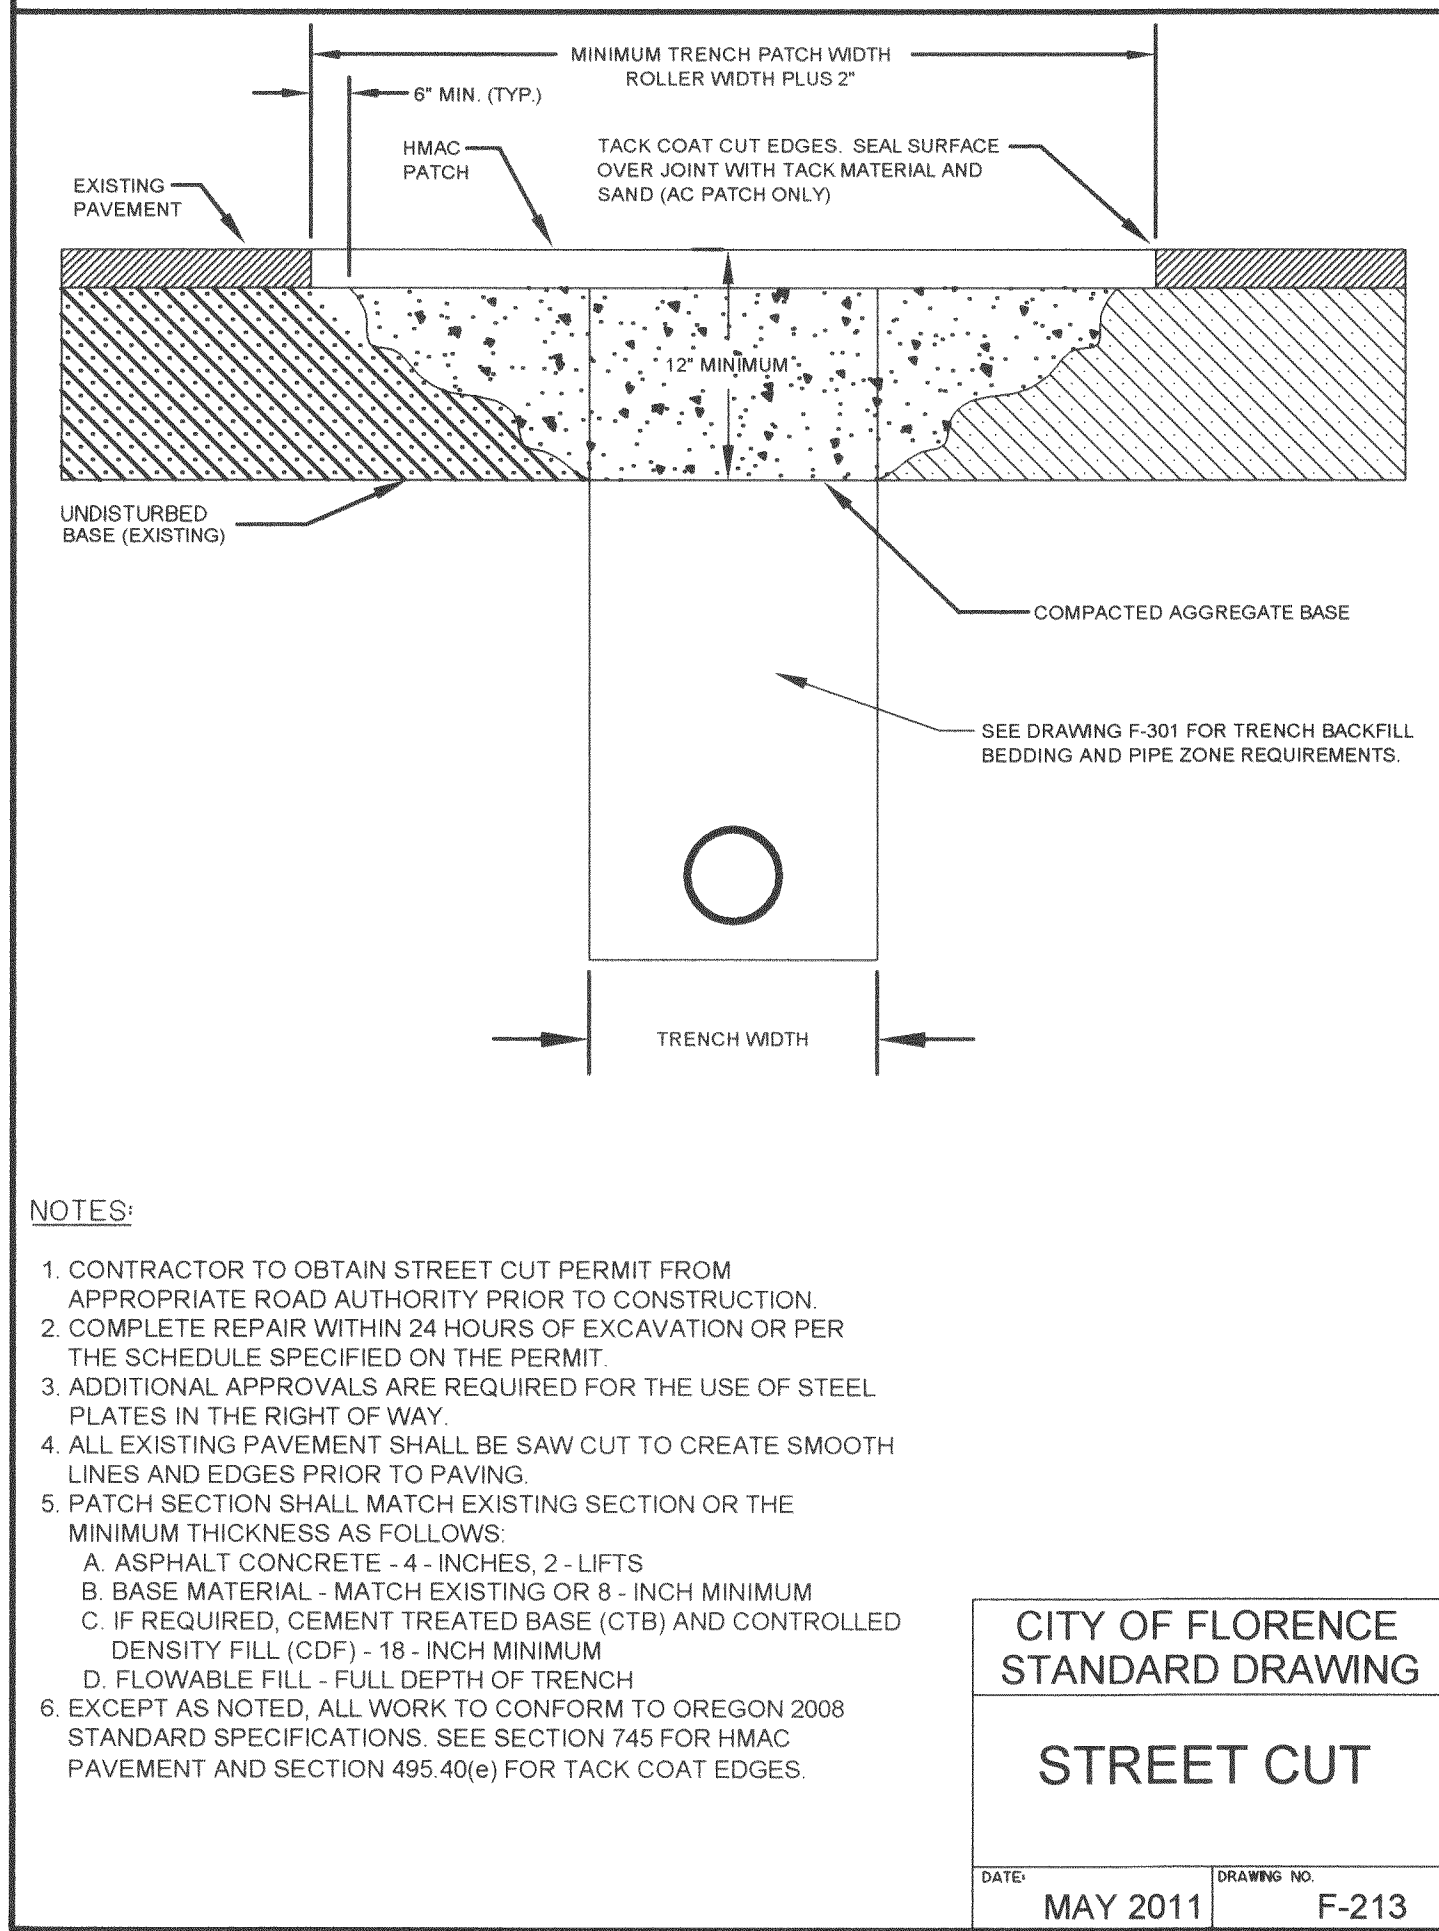 MINIMUM TRENCH PATCH WIDTH
ROLLER WIDTH PLUS 2"
6" MIN. (TYP.)
HMAC
PATCH
TACK COAT CUT EDGES. SEAL SURFACE
OVER JOINT WITH TACK MATERIAL AND
SAND (AC PATCH ONLY)
EXISTING
PAVEMENT
12" MINIMUM
UNDISTURBED
BASE (EXISTING)
COMPACTED AGGREGATE BASE
SEE DRAWING F-301 FOR TRENCH BACKFILL
BEDDING AND PIPE ZONE REQUIREMENTS.
TRENCH WIDTH
NOTES:
1. CONTRACTOR TO OBTAIN STREET CUT PERMIT FROM
APPROPRIATE ROAD AUTHORITY PRIOR TO CONSTRUCTION.
2. COMPLETE REPAIR WITHIN 24 HOURS OF EXCAVATION OR PER
THE SCHEDULE SPECIFIED ON THE PERMIT.
3. ADDITIONAL APPROVALS ARE REQUIRED FOR THE USE OF STEEL
PLATES IN THE RIGHT OF WAY.
4. ALL EXISTING PAVEMENT SHALL BE SAW CUT TO CREATE SMOOTH
LINES AND EDGES PRIOR TO PAVING.
5. PATCH SECTION SHALL MATCH EXISTING SECTION OR THE
MINIMUM THICKNESS AS FOLLOWS:
A. ASPHALT CONCRETE - 4 - INCHES, 2 - LIFTS
B. BASE MATERIAL - MATCH EXISTING OR 8 - INCH MINIMUM
C. IF REQUIRED, CEMENT TREATED BASE (CTB) AND CONTROLLED
DENSITY FILL (CDF) - 18 - INCH MINIMUM
D. FLOWABLE FILL - FULL DEPTH OF TRENCH
6. EXCEPT AS NOTED, ALL WORK TO CONFORM TO OREGON 2008
STANDARD SPECIFICATIONS. SEE SECTION 745 FOR HMAC
PAVEMENT AND SECTION 495.40(e) FOR TACK COAT EDGES.
CITY OF FLORENCE
STANDARD DRAWING
STREET CUT
DATE:
MAY 2011
DRAWING NO.
F-213